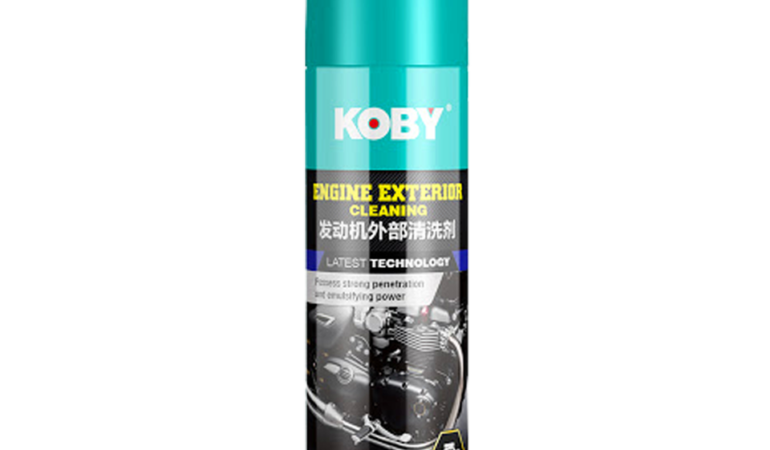 KOBY®
ENGINE EXTERIOR
CLEANING
发动机外部清洗剂
LATEST TECHNOLOGY
Possess strong penetration
and emulsifying power